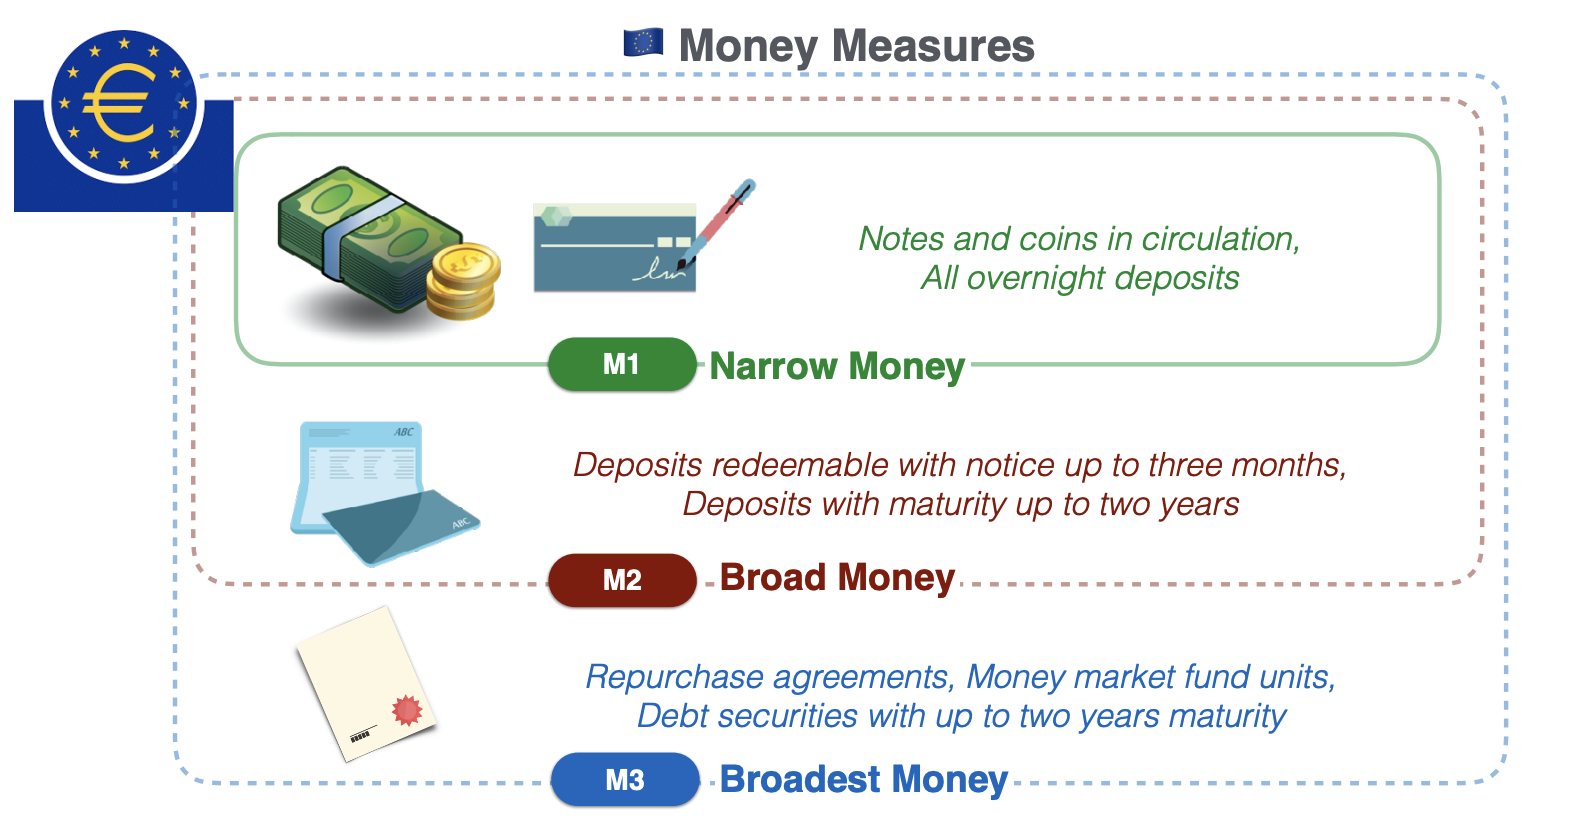 🇪🇺 Money Measures
Notes and coins in circulation,
All overnight deposits
M1 Narrow Money
ABC
ABC
Deposits redeemable with notice up to three months,
Deposits with maturity up to two years
M2 Broad Money
Repurchase agreements, Money market fund units,
Debt securities with up to two years maturity
M3 Broadest Money